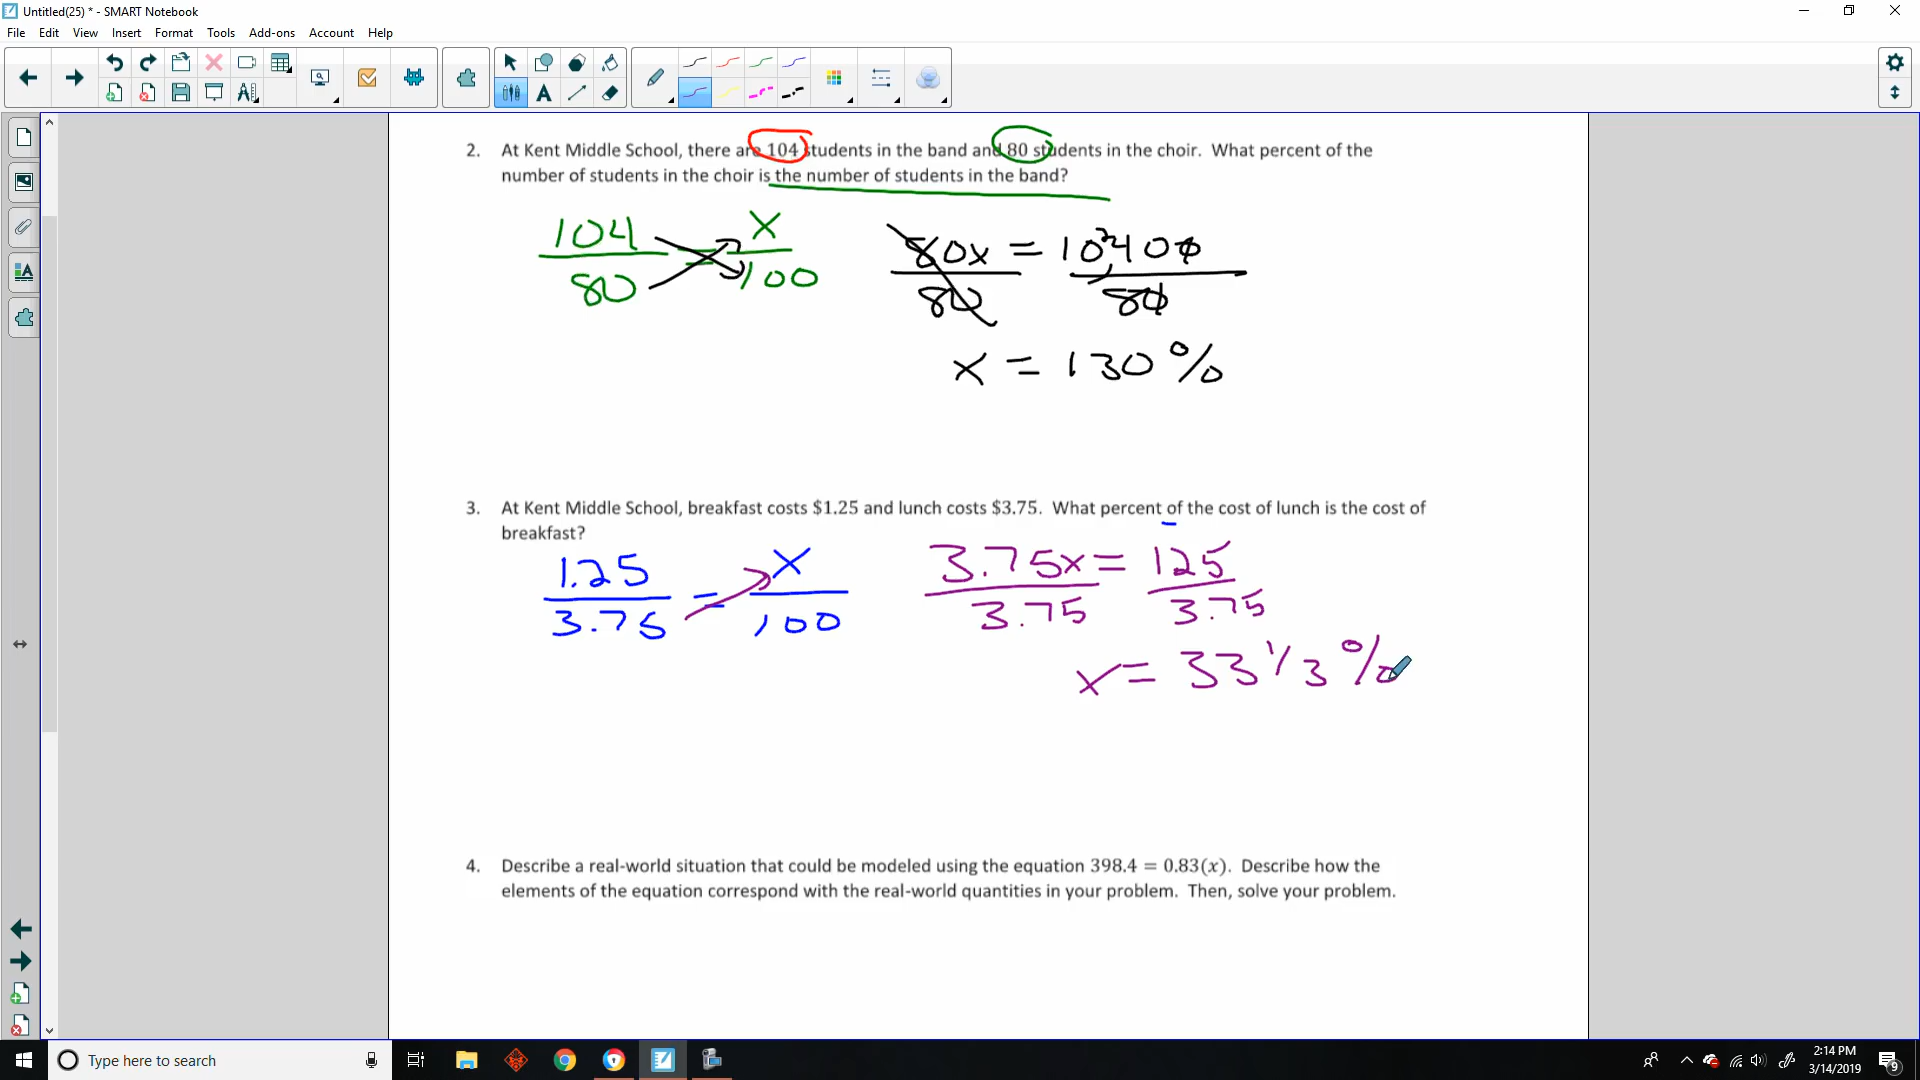 Untitled(25) * - SMART Notebook
File Edit View Insert Format Tools Add-ons Account Help
2. At Kent Middle School, there are 104 students in the band and 80 students in the choir. What percent of the
number of students in the choir is the number of students in the band?
104/80 = x/100
80x/80 = 10,400/80
x = 130%
3. At Kent Middle School, breakfast costs $1.25 and lunch costs $3.75. What percent of the cost of lunch is the cost of
breakfast?
1.25/3.75 = x/100
3.75x/3.75 = 125/3.75
x = 33 1/3 %
4. Describe a real-world situation that could be modeled using the equation 398.4 = 0.83(x). Describe how the
elements of the equation correspond with the real-world quantities in your problem. Then, solve your problem.
Type here to search
2:14 PM
3/14/2019
9